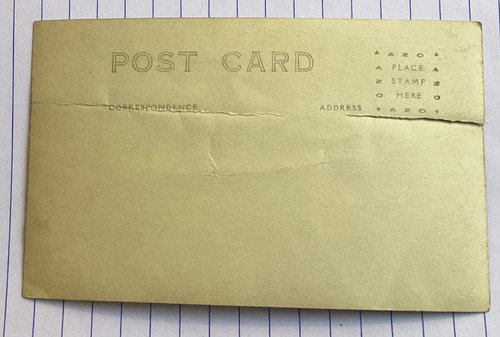 POST CARD
▲ AZO ▲
A PLACE A
Z STAMP Z
O HERE O
▼ AZO ▼
CORRESPONDENCE
ADDRESS